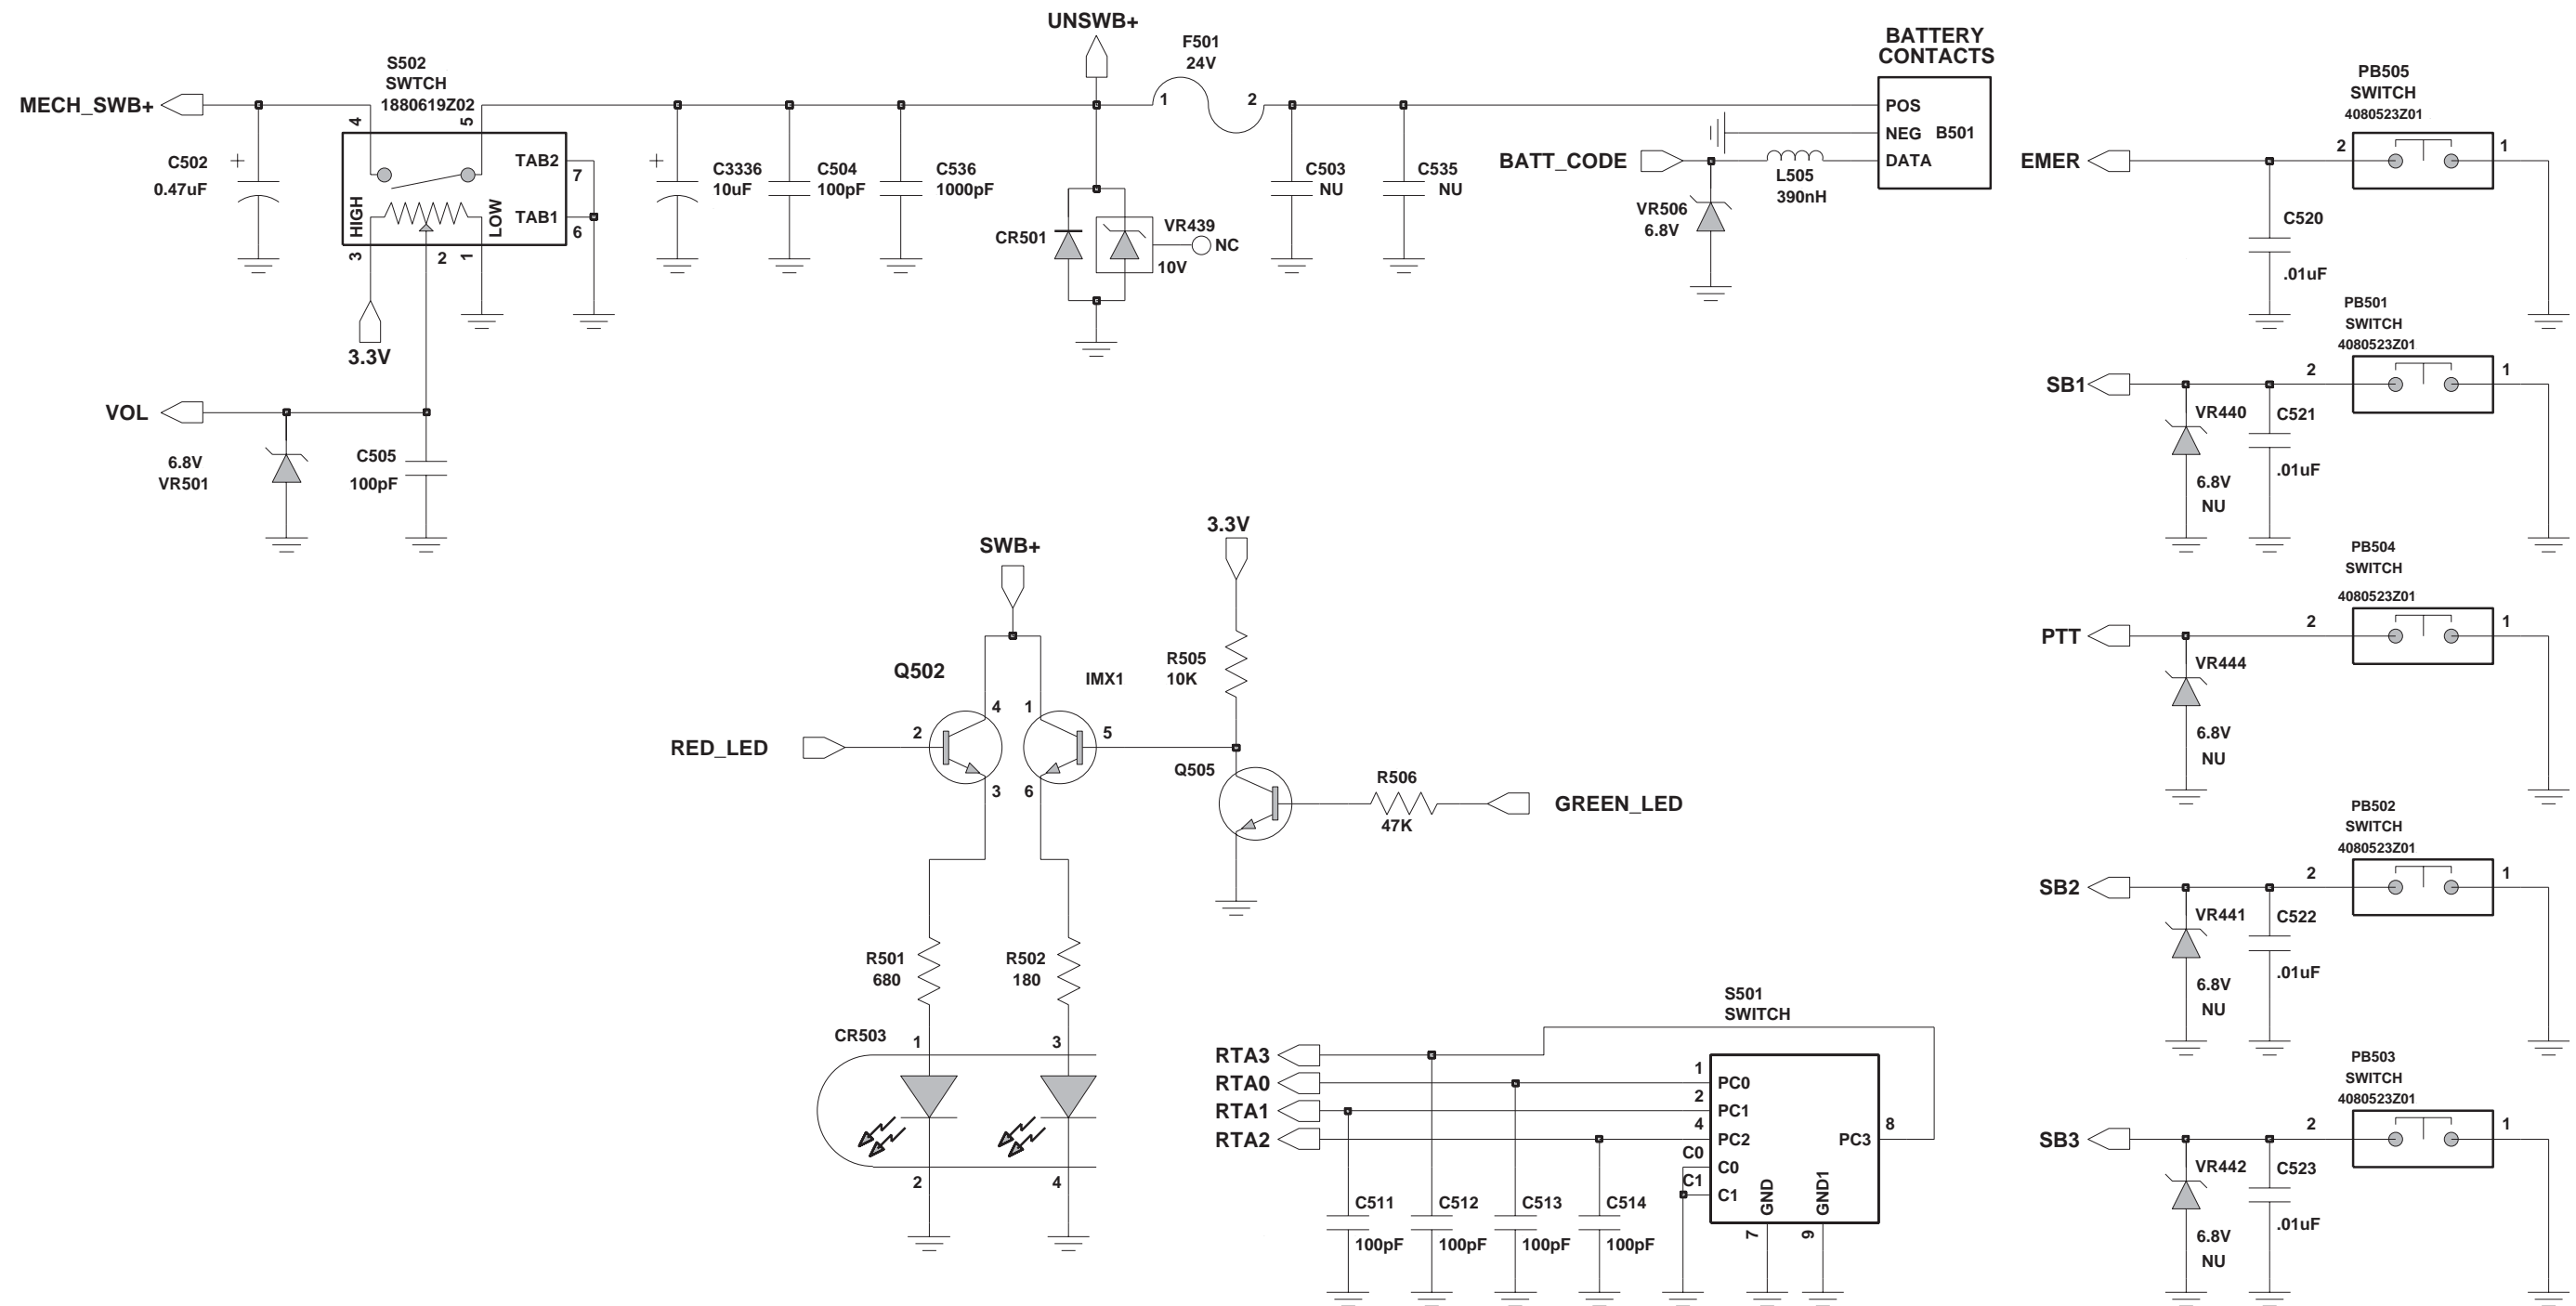 UNSWB+
F501
24V
BATTERY
CONTACTS
S502
SWTCH
1880619Z02
MECH_SWB+
4
5
1
2
POS
NEG B501
DATA
C502
+
0.47uF
TAB2
7
TAB1
6
HIGH
LOW
3
2
1
3.3V
+
C3336
10uF
C504
100pF
C536
1000pF
CR501
VR439
NC
10V
C503
NU
C535
NU
BATT_CODE
L505
390nH
VR506
6.8V
VOL
6.8V
VR501
C505
100pF
PB505
SWITCH
4080523Z01
EMER
2
1
C520
.01uF
PB501
SWITCH
4080523Z01
SB1
2
1
VR440
C521
.01uF
6.8V
NU
PB504
SWITCH
4080523Z01
PTT
2
1
VR444
6.8V
NU
PB502
SWITCH
4080523Z01
SB2
2
1
VR441
C522
.01uF
6.8V
NU
PB503
SWITCH
4080523Z01
SB3
2
1
VR442
C523
.01uF
6.8V
NU
SWB+
3.3V
Q502
IMX1
R505
10K
4
1
RED_LED
2
5
3
6
Q505
R506
47K
GREEN_LED
R501
680
R502
180
CR503
1
3
2
4
S501
SWITCH
RTA3
RTA0
RTA1
RTA2
1
PC0
2
PC1
4
PC2
PC3
8
C0
C0
C1
C1
GND
GND1
7
9
C511
100pF
C512
100pF
C513
100pF
C514
100pF